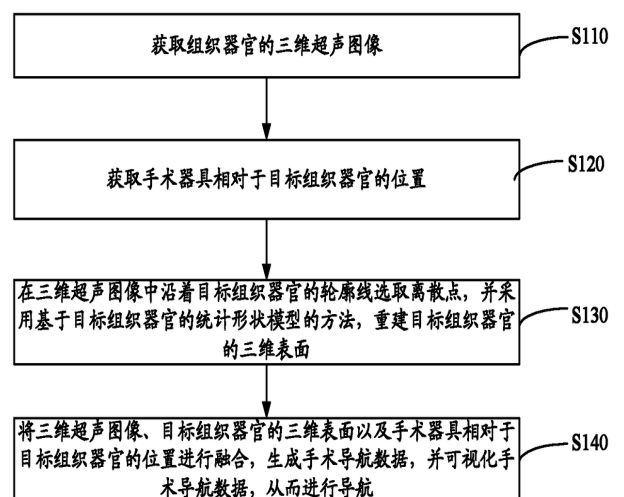 获取组织器官的三维超声图像
S110
获取手术器具相对于目标组织器官的位置
S120
在三维超声图像中沿着目标组织器官的轮廓线选取离散点，并采
用基于目标组织器官的统计形状模型的方法，重建目标组织器官
的三维表面
S130
将三维超声图像、目标组织器官的三维表面以及手术器具相对于
目标组织器官的位置进行融合，生成手术导航数据，并可视化手
术导航数据，从而进行导航
S140